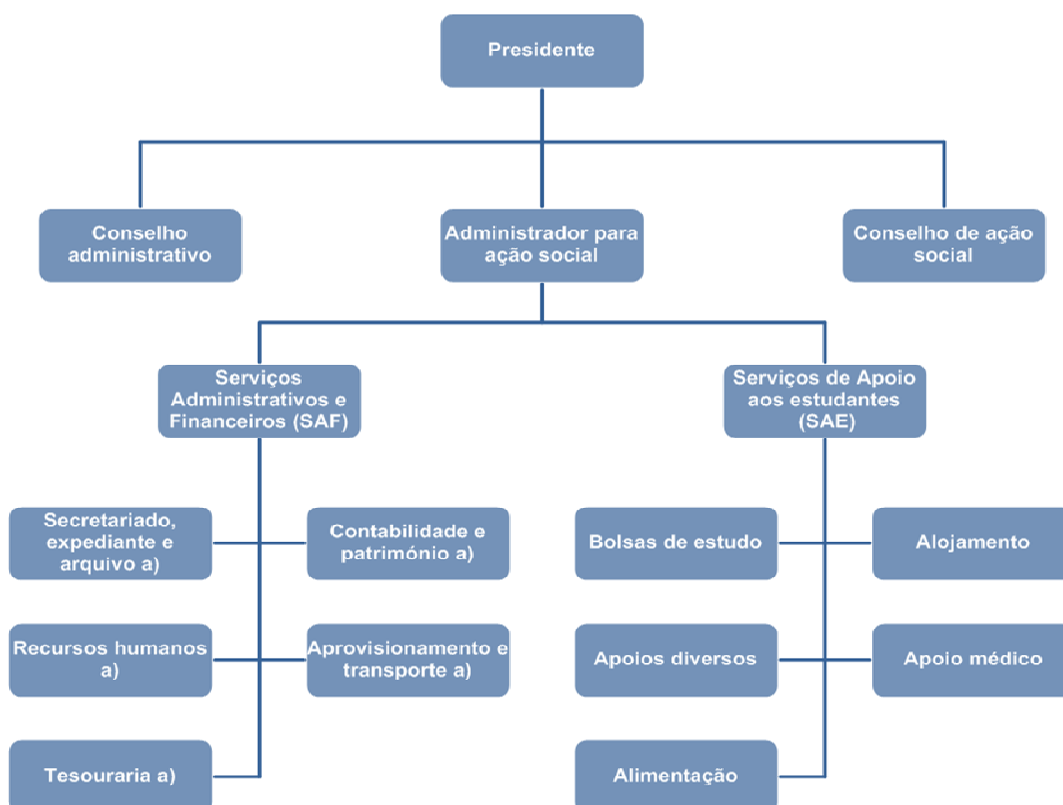 Presidente
Conselho
administrativo
Administrador para
ação social
Conselho de ação
social
Serviços
Administrativos e
Financeiros (SAF)
Serviços de Apoio
aos estudantes
(SAE)
Secretariado,
expediante e
arquivo a)
Contabilidade e
património a)
Bolsas de estudo
Alojamento
Recursos humanos
a)
Aprovisionamento e
transporte a)
Apoios diversos
Apoio médico
Tesouraria a)
Alimentação